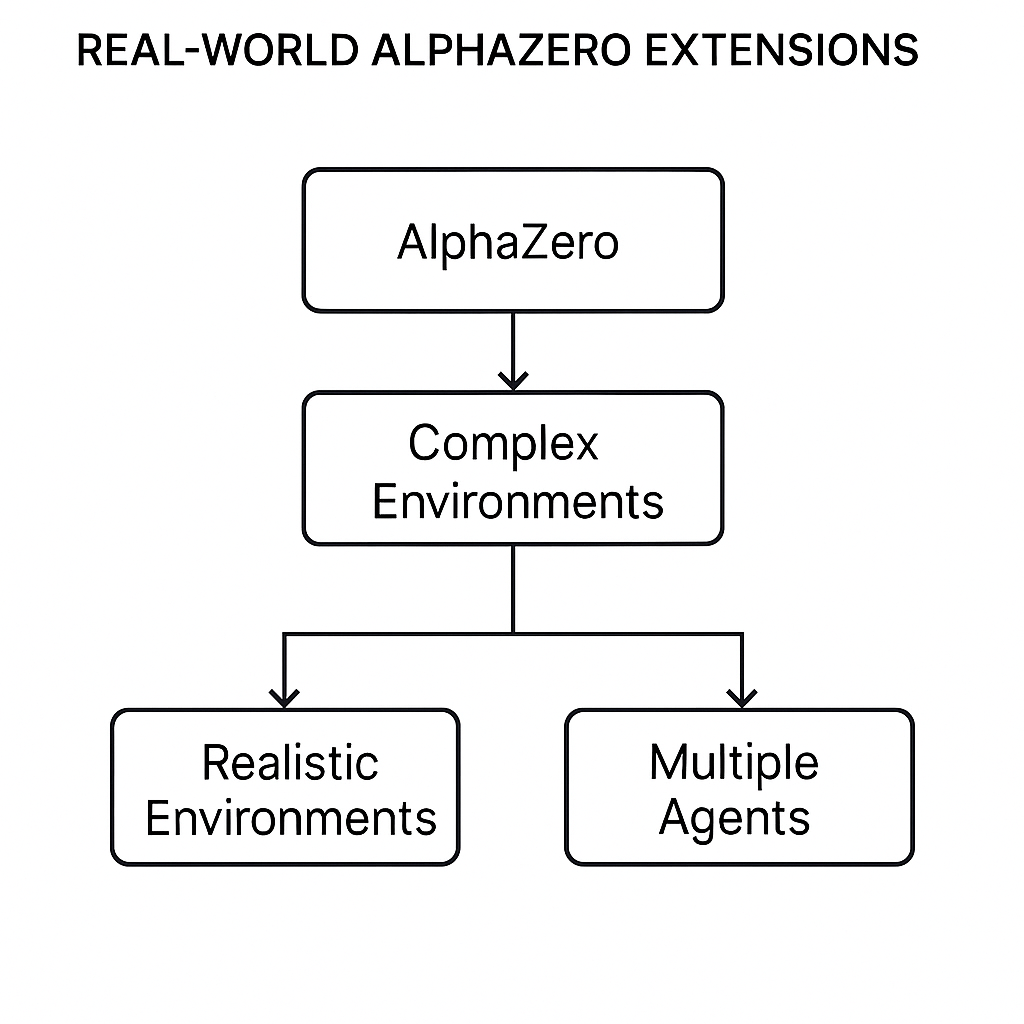 REAL-WORLD ALPHAZERO EXTENSIONS
AlphaZero
Complex
Environments
Realistic
Environments
Multiple
Agents